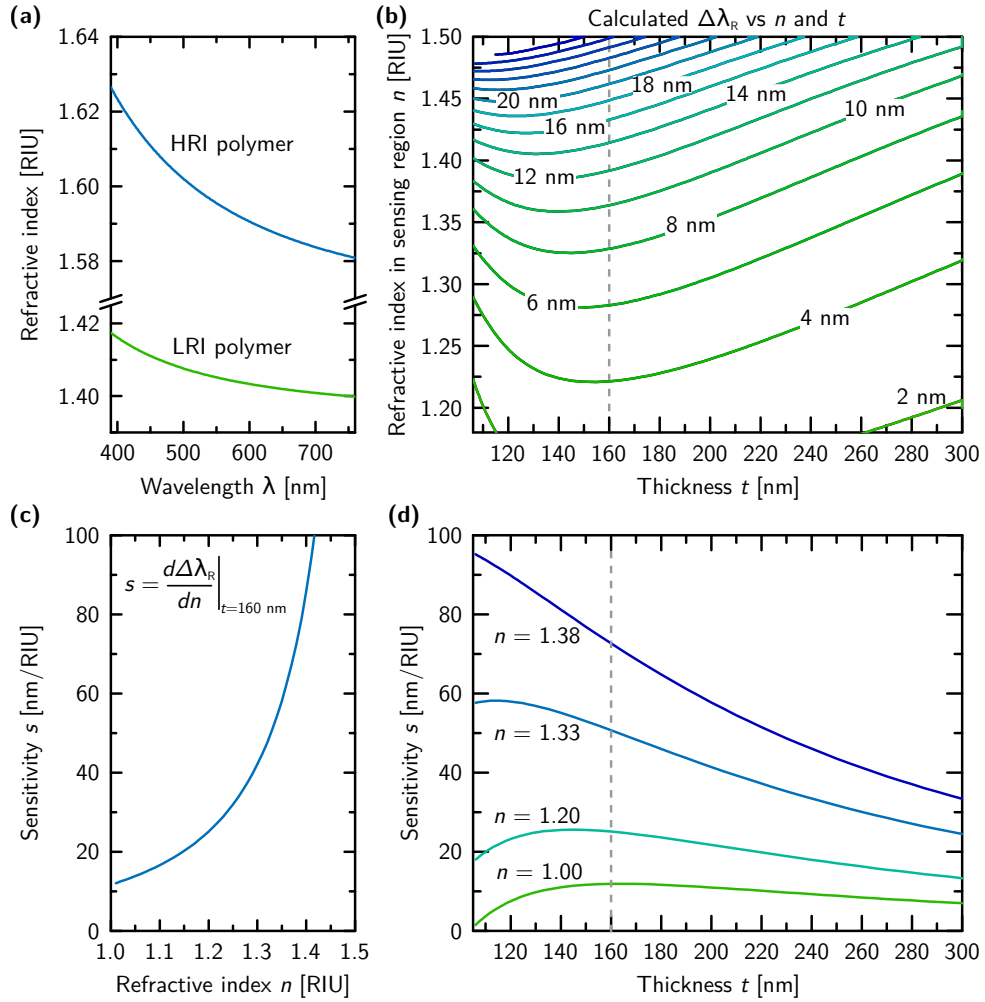 (a)
1.64
1.62
1.60
1.58
1.42
1.40
Refractive index [RIU]
HRI polymer
LRI polymer
400 500 600 700
Wavelength λ [nm]
(b)
Calculated Δλ_R vs n and t
1.50
1.45
1.40
1.35
1.30
1.25
1.20
Refractive index in sensing region n [RIU]
20 nm
18 nm
16 nm
14 nm
12 nm
10 nm
8 nm
6 nm
4 nm
2 nm
120 140 160 180 200 220 240 260 280 300
Thickness t [nm]
(c)
100
80
60
40
20
0
Sensitivity s [nm/RIU]
s = dΔλ_R/dn |t=160 nm
1.0 1.1 1.2 1.3 1.4 1.5
Refractive index n [RIU]
(d)
100
80
60
40
20
0
Sensitivity s [nm/RIU]
n = 1.38
n = 1.33
n = 1.20
n = 1.00
120 140 160 180 200 220 240 260 280 300
Thickness t [nm]